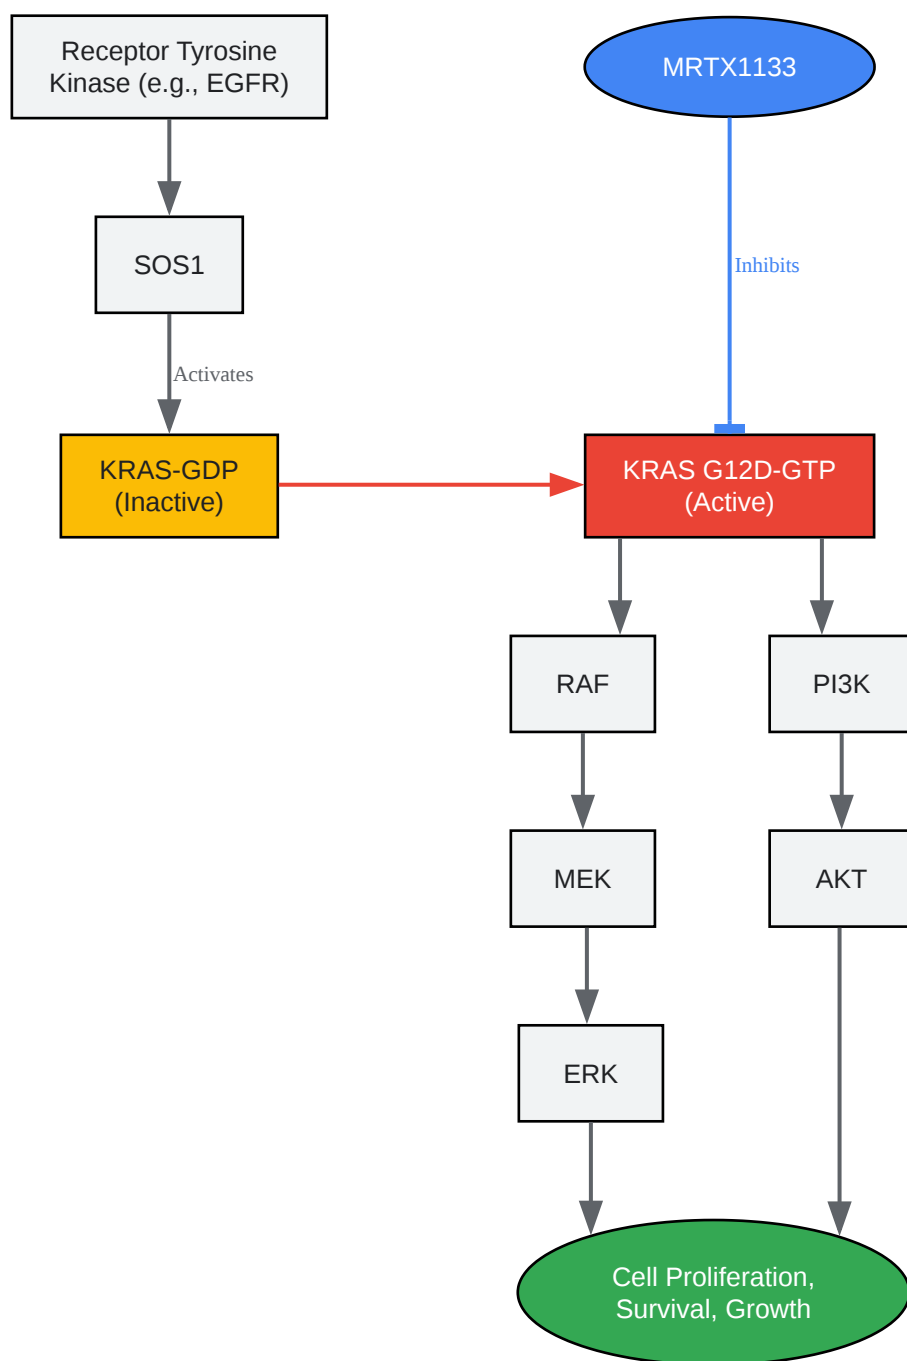 Receptor Tyrosine
Kinase (e.g., EGFR)
MRTX1133
SOS1
Inhibits
Activates
KRAS-GDP
(Inactive)
KRAS G12D-GTP
(Active)
RAF
PI3K
MEK
AKT
ERK
Cell Proliferation,
Survival, Growth